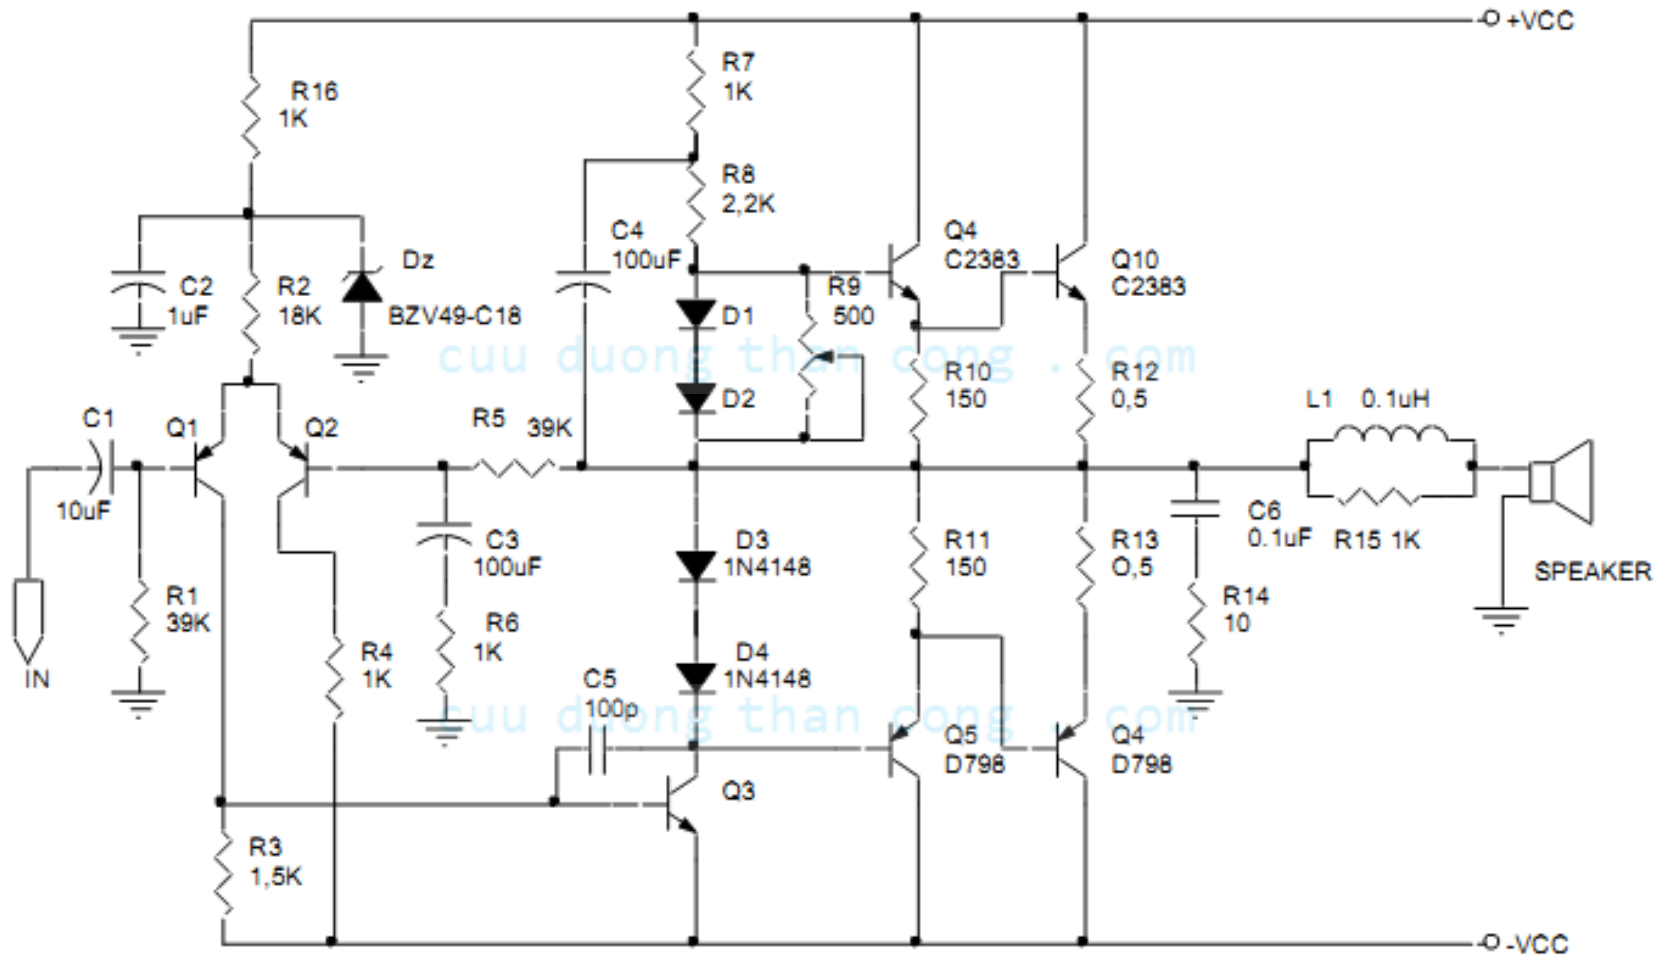 +VCC
R16
1K
R7
1K
R8
2,2K
C4
100uF
Q4
C2383
Q10
C2383
Dz
BZV49-C18
C2
1uF
R2
18K
R9
500
D1
D2
cuu duong than cong . com
R10
150
R12
0,5
L1 0.1uH
C1
10uF
Q1
Q2
R5 39K
C3
100uF
D3
1N4148
R11
150
R13
O,5
C6
0.1uF
R15 1K
SPEAKER
R1
39K
IN
R4
1K
R6
1K
R14
10
D4
1N4148
C5
100p
cuu duong than cong . com
Q5
D798
Q4
D798
Q3
R3
1,5K
-VCC